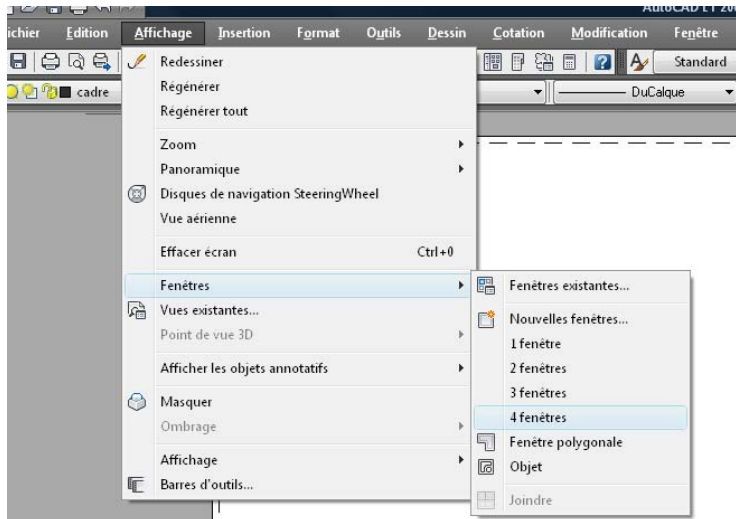 AutoCAD LT 200
ichier Edition Affichage Insertion Format Outils Dessin Cotation Modification Fenêtre
Standard
cadre
DuCalque
Redessiner
Régénérer
Régénérer tout
Zoom
Panoramique
Disques de navigation SteeringWheel
Vue aérienne
Effacer écran Ctrl+0
Fenêtres
Vues existantes...
Point de vue 3D
Afficher les objets annotatifs
Masquer
Ombrage
Affichage
Barres d'outils...
Fenêtres existantes...
Nouvelles fenêtres...
1 fenêtre
2 fenêtres
3 fenêtres
4 fenêtres
Fenêtre polygonale
Objet
Joindre